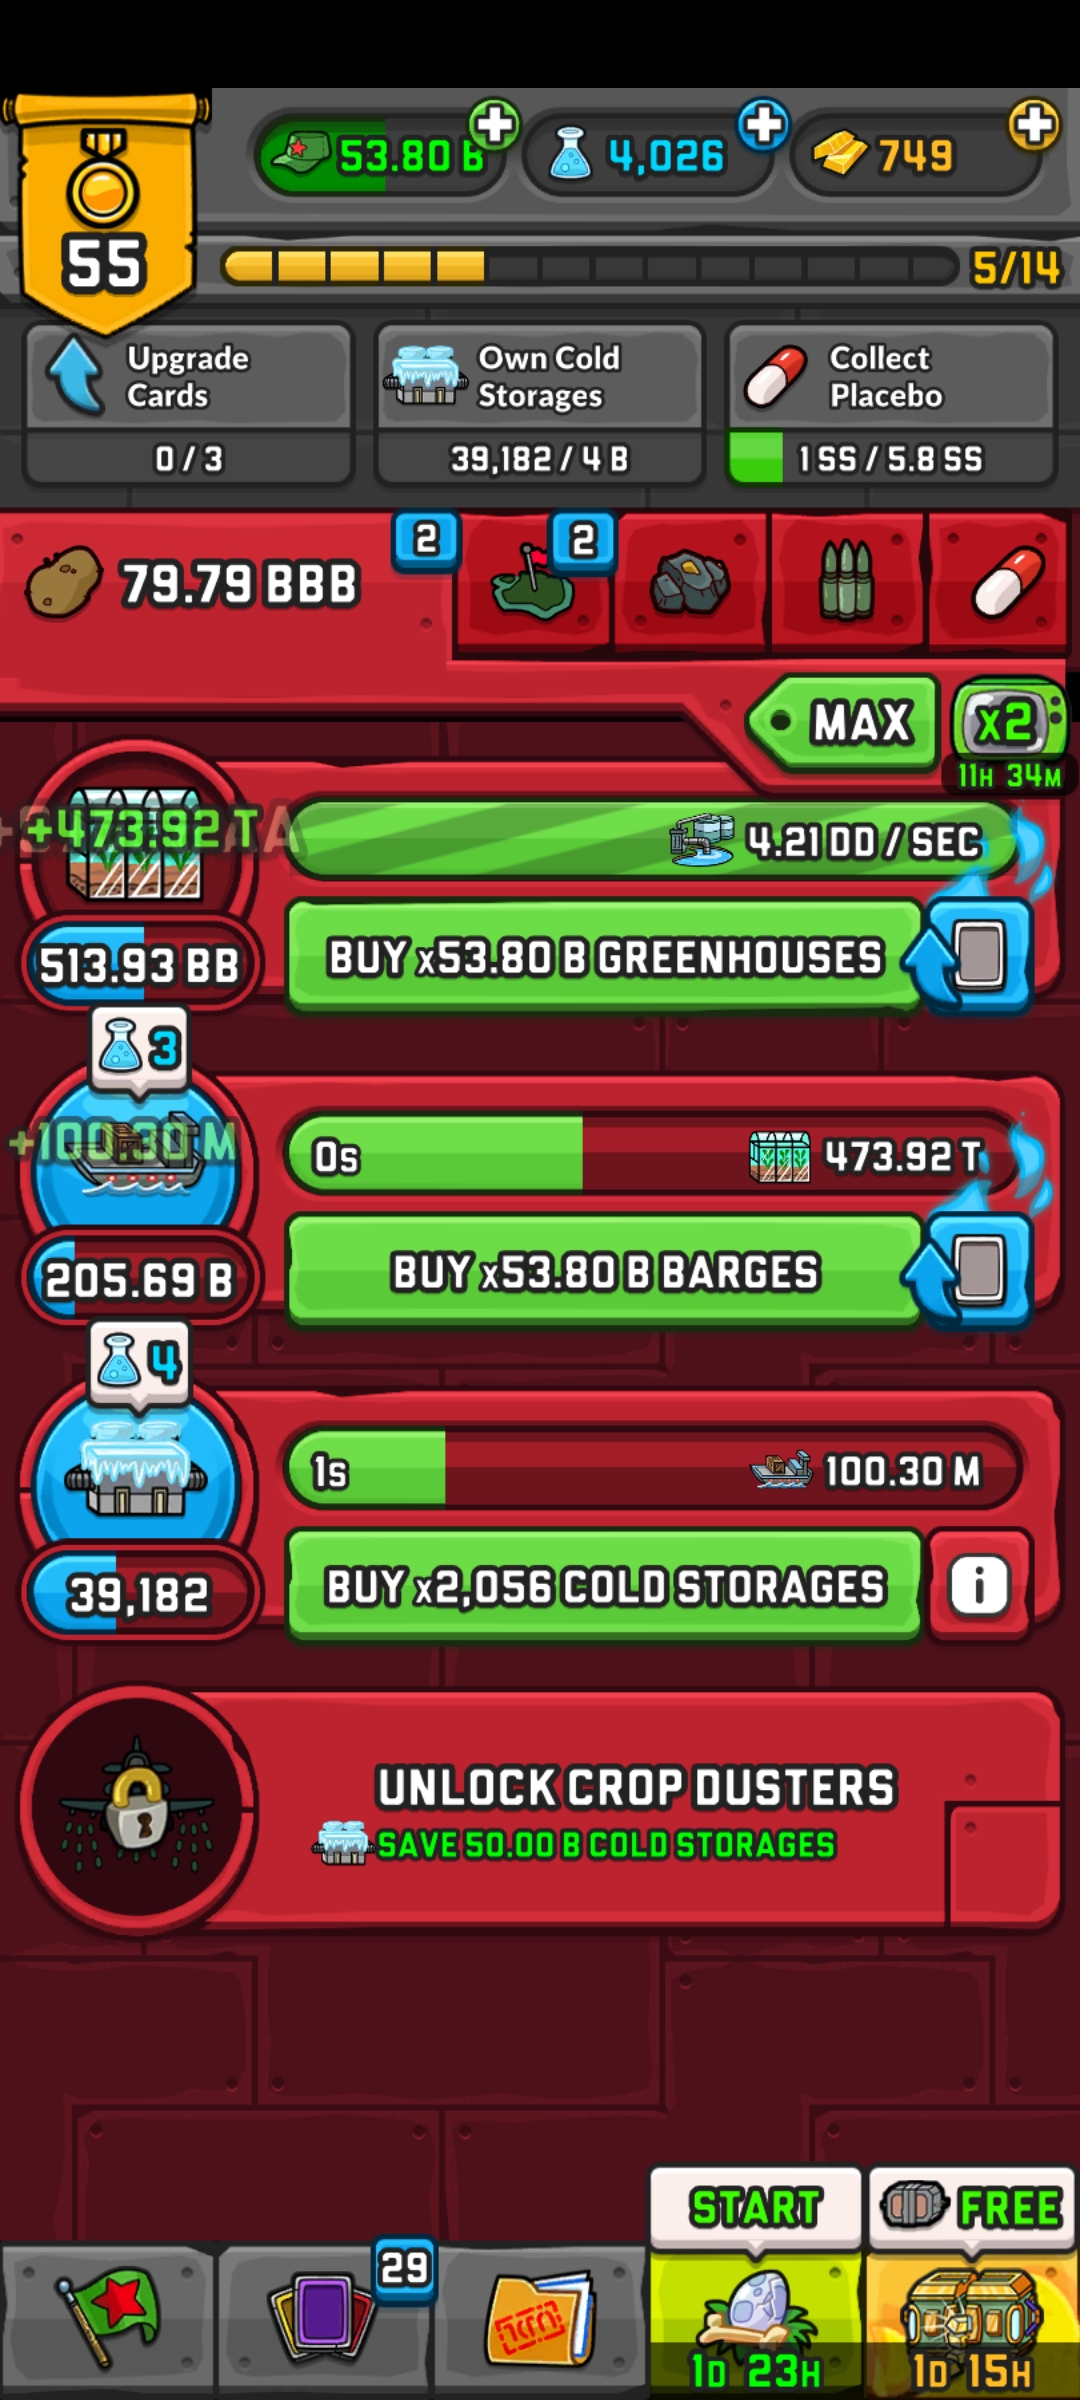 55
53.80 B
4,026
749
5/14
Upgrade
Cards
0 / 3
Own Cold
Storages
39,182 / 4 B
Collect
Placebo
1 SS / 5.8 SS
79.79 BBB
2
2
MAX
x2
11H 34M
+473.92 T
4.21 DD / SEC
513.93 BB
BUY x53.80 B GREENHOUSES
3
+100.30 M
0s
473.92 T
205.69 B
BUY x53.80 B BARGES
4
1s
100.30 M
39,182
BUY x2,056 COLD STORAGES
i
UNLOCK CROP DUSTERS
SAVE 50.00 B COLD STORAGES
START
FREE
29
1D 23H
1D 15H